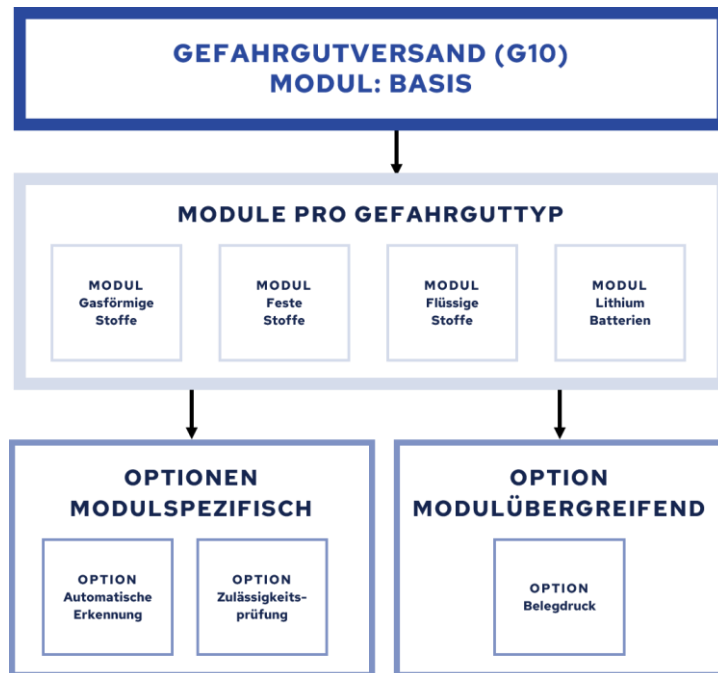 GEFAHRGUTVERSAND (G10)
MODUL: BASIS
MODULE PRO GEFAHRGUTTYP
MODUL
Gasförmige
Stoffe
MODUL
Feste
Stoffe
MODUL
Flüssige
Stoffe
MODUL
Lithium
Batterien
OPTIONEN
MODULSPEZIFISCH
OPTION
Automatische
Erkennung
OPTION
Zulässigkeits-
prüfung
OPTION
MODULÜBERGREIFEND
OPTION
Belegdruck